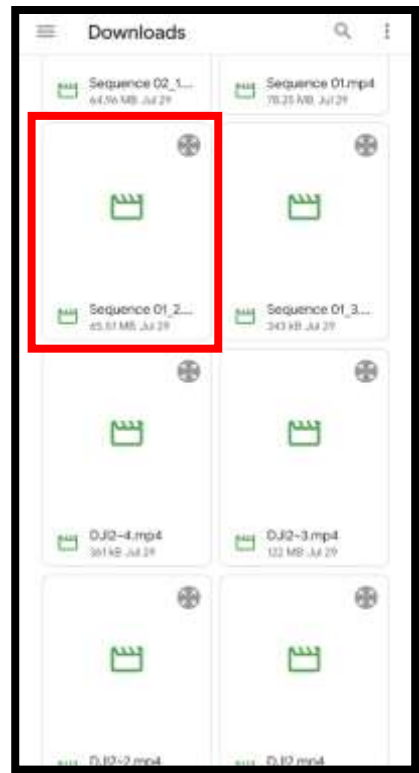 Downloads
Sequence 02_1... Sequence 01.mp4
64.96 MB Jul 29 78.25 MB Jul 29
Sequence 01_2... Sequence 01_3...
65.61 MB Jul 29 343 kB Jul 29
DJI2~4.mp4 DJI2~3.mp4
361 kB Jul 29 122 MB Jul 29
DJI2~2.mp4 DJI2.mp4